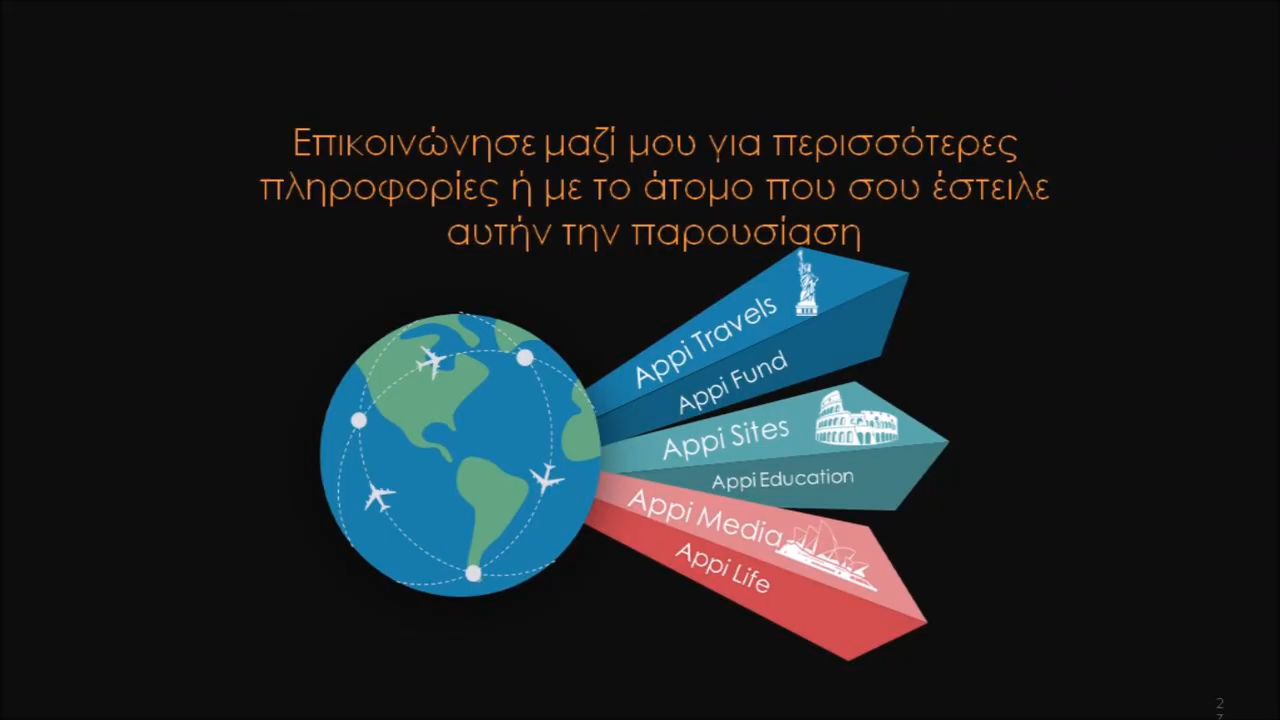 Επικοινώνησε μαζί μου για περισσότερες
πληροφορίες ή με το άτομο που σου έστειλε
αυτήν την παρουσίαση
Appi Travels
Appi Fund
Appi Sites
Appi Education
Appi Media
Appi Life
2